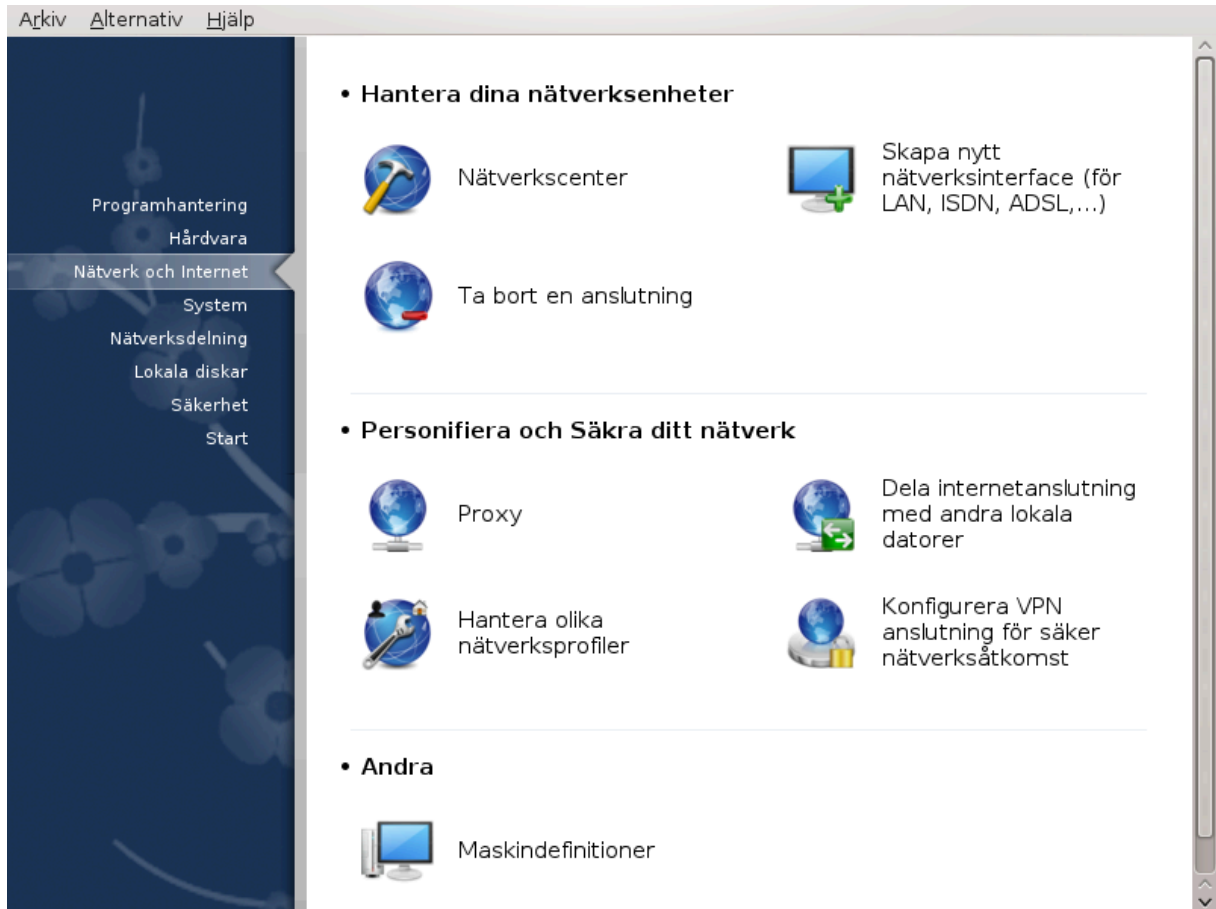 Arkiv Alternativ Hjälp
Programhantering
Hårdvara
Nätverk och Internet
System
Nätverksdelning
Lokala diskar
Säkerhet
Start
• Hantera dina nätverksenheter
Nätverkscenter
Skapa nytt
nätverksinterface (för
LAN, ISDN, ADSL,...)
Ta bort en anslutning
• Personifiera och Säkra ditt nätverk
Proxy
Dela internetanslutning
med andra lokala
datorer
Hantera olika
nätverksprofiler
Konfigurera VPN
anslutning för säker
nätverksåtkomst
• Andra
Maskindefinitioner